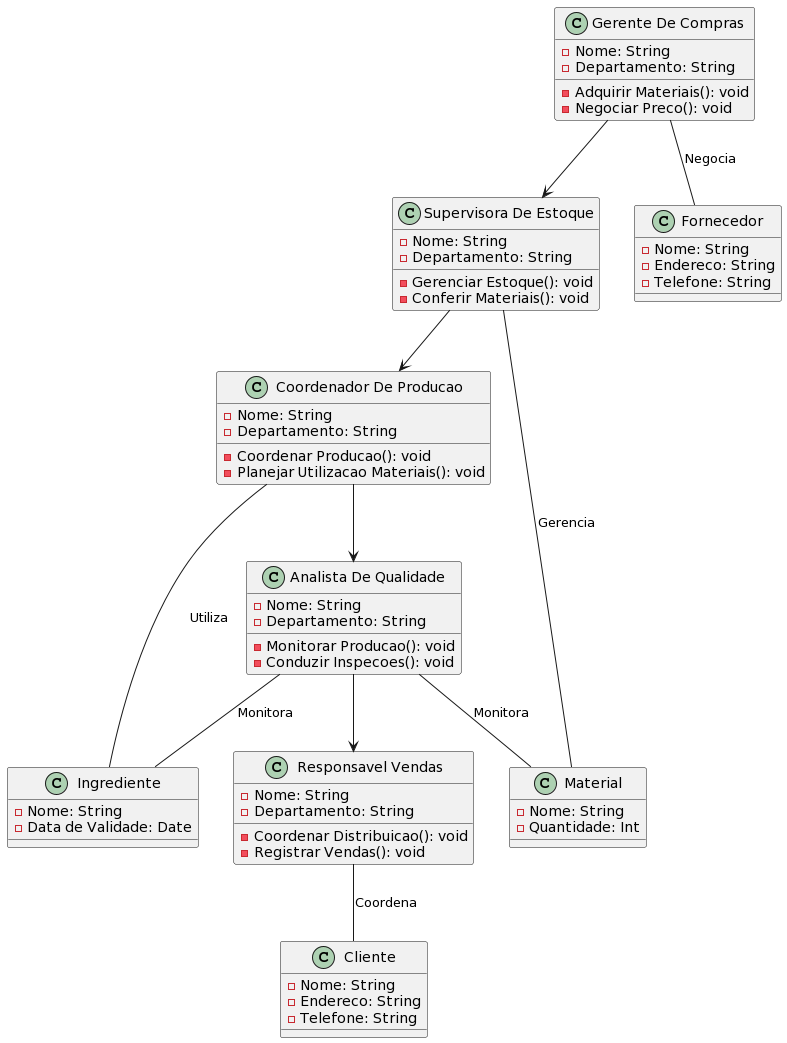 C Gerente De Compras
Nome: String
Departamento: String
Adquirir Materiais(): void
Negociar Preco(): void
Negocia
C Supervisora De Estoque
Nome: String
Departamento: String
Gerenciar Estoque(): void
Conferir Materiais(): void
C Fornecedor
Nome: String
Endereco: String
Telefone: String
C Coordenador De Producao
Nome: String
Departamento: String
Coordenar Producao(): void
Planejar Utilizacao Materiais(): void
Gerencia
C Analista De Qualidade
Nome: String
Departamento: String
Monitorar Producao(): void
Conduzir Inspecoes(): void
Utiliza
Monitora
Monitora
C Ingrediente
Nome: String
Data de Validade: Date
C Responsavel Vendas
Nome: String
Departamento: String
Coordenar Distribuicao(): void
Registrar Vendas(): void
C Material
Nome: String
Quantidade: Int
Coordena
C Cliente
Nome: String
Endereco: String
Telefone: String